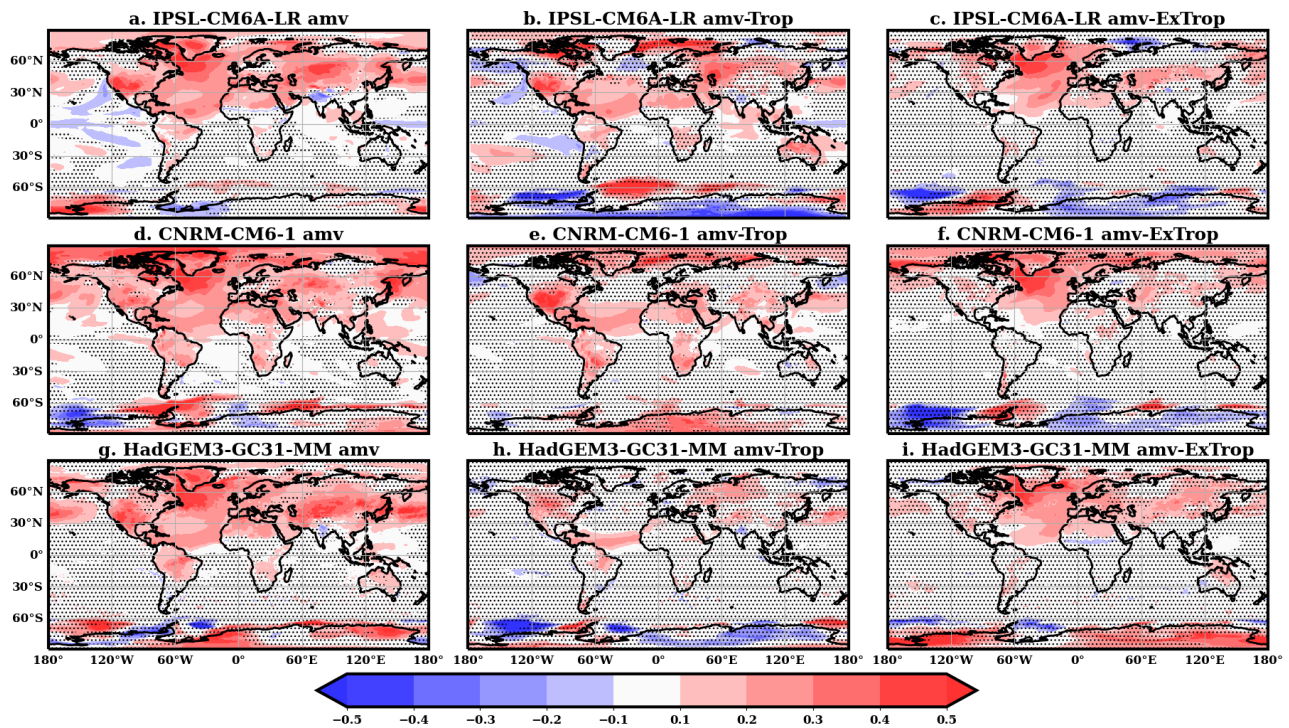 a. IPSL-CM6A-LR amv
b. IPSL-CM6A-LR amv-Trop
c. IPSL-CM6A-LR amv-ExTrop
60°N
30°N
0°
30°S
60°S
d. CNRM-CM6-1 amv
e. CNRM-CM6-1 amv-Trop
f. CNRM-CM6-1 amv-ExTrop
60°N
30°N
0°
30°S
60°S
g. HadGEM3-GC31-MM amv
h. HadGEM3-GC31-MM amv-Trop
i. HadGEM3-GC31-MM amv-ExTrop
60°N
30°N
0°
30°S
60°S
180° 120°W 60°W 0° 60°E 120°E 180° 120°W 60°W 0° 60°E 120°E 180° 120°W 60°W 0° 60°E 120°E 180°
−0.5 −0.4 −0.3 −0.2 −0.1 0.1 0.2 0.3 0.4 0.5